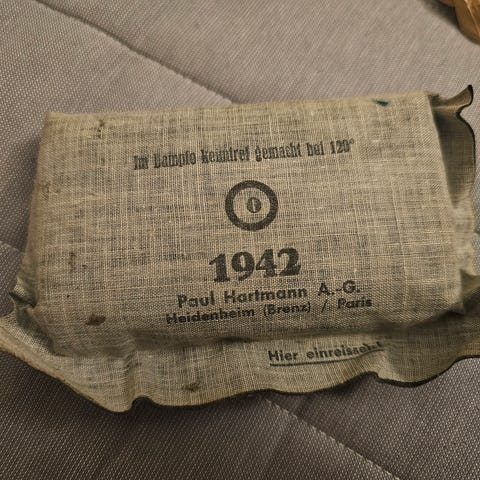 Im Dampfe keimfrei gemacht bei 120°
1942
Paul Hartmann A.-G.
Heidenheim (Brenz) / Paris
Hier einreissen!